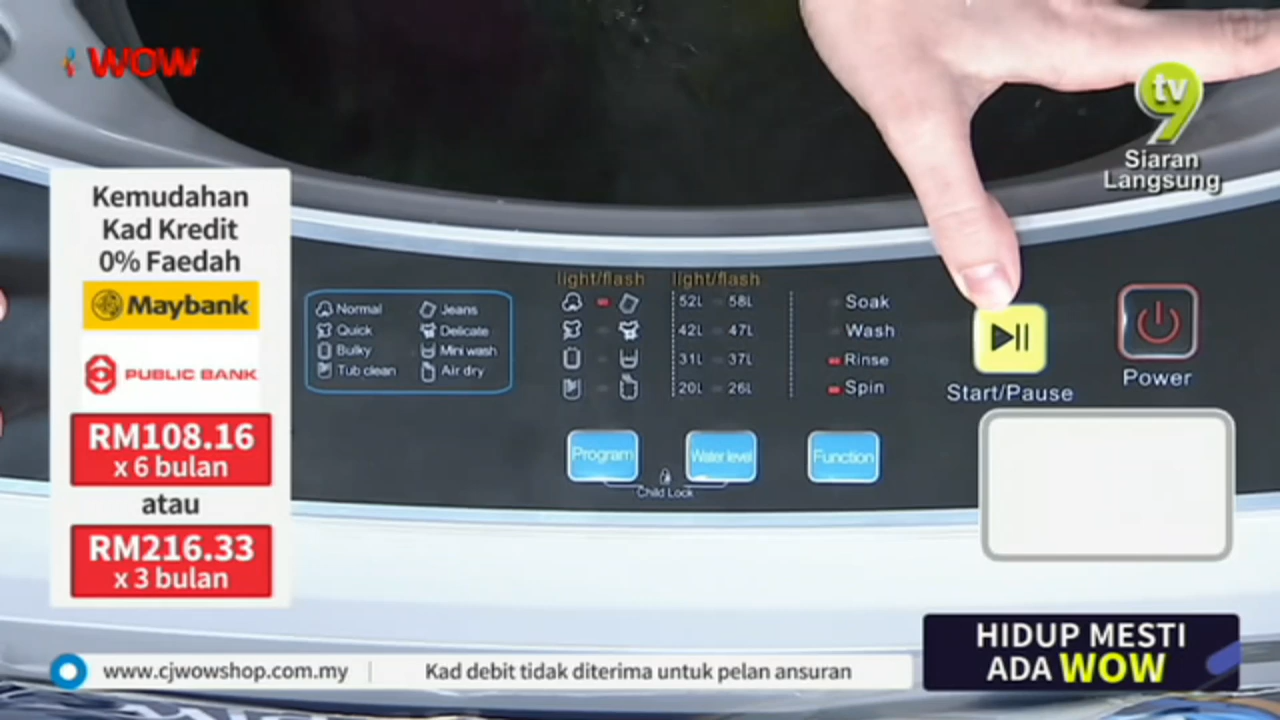 WOW
tv9
Siaran
Langsung
Kemudahan
Kad Kredit
0% Faedah
Maybank
PUBLIC BANK
RM108.16
x 6 bulan
atau
RM216.33
x 3 bulan
Normal
Jeans
Quick
Delicate
Bulky
Mini wash
Tub clean
Air dry
light/flash
light/flash
52L 58L
42L 47L
31L 37L
20L 26L
Soak
Wash
Rinse
Spin
Start/Pause
Power
Program
Water level
Function
Child Lock
www.cjwowshop.com.my
Kad debit tidak diterima untuk pelan ansuran
HIDUP MESTI
ADA WOW